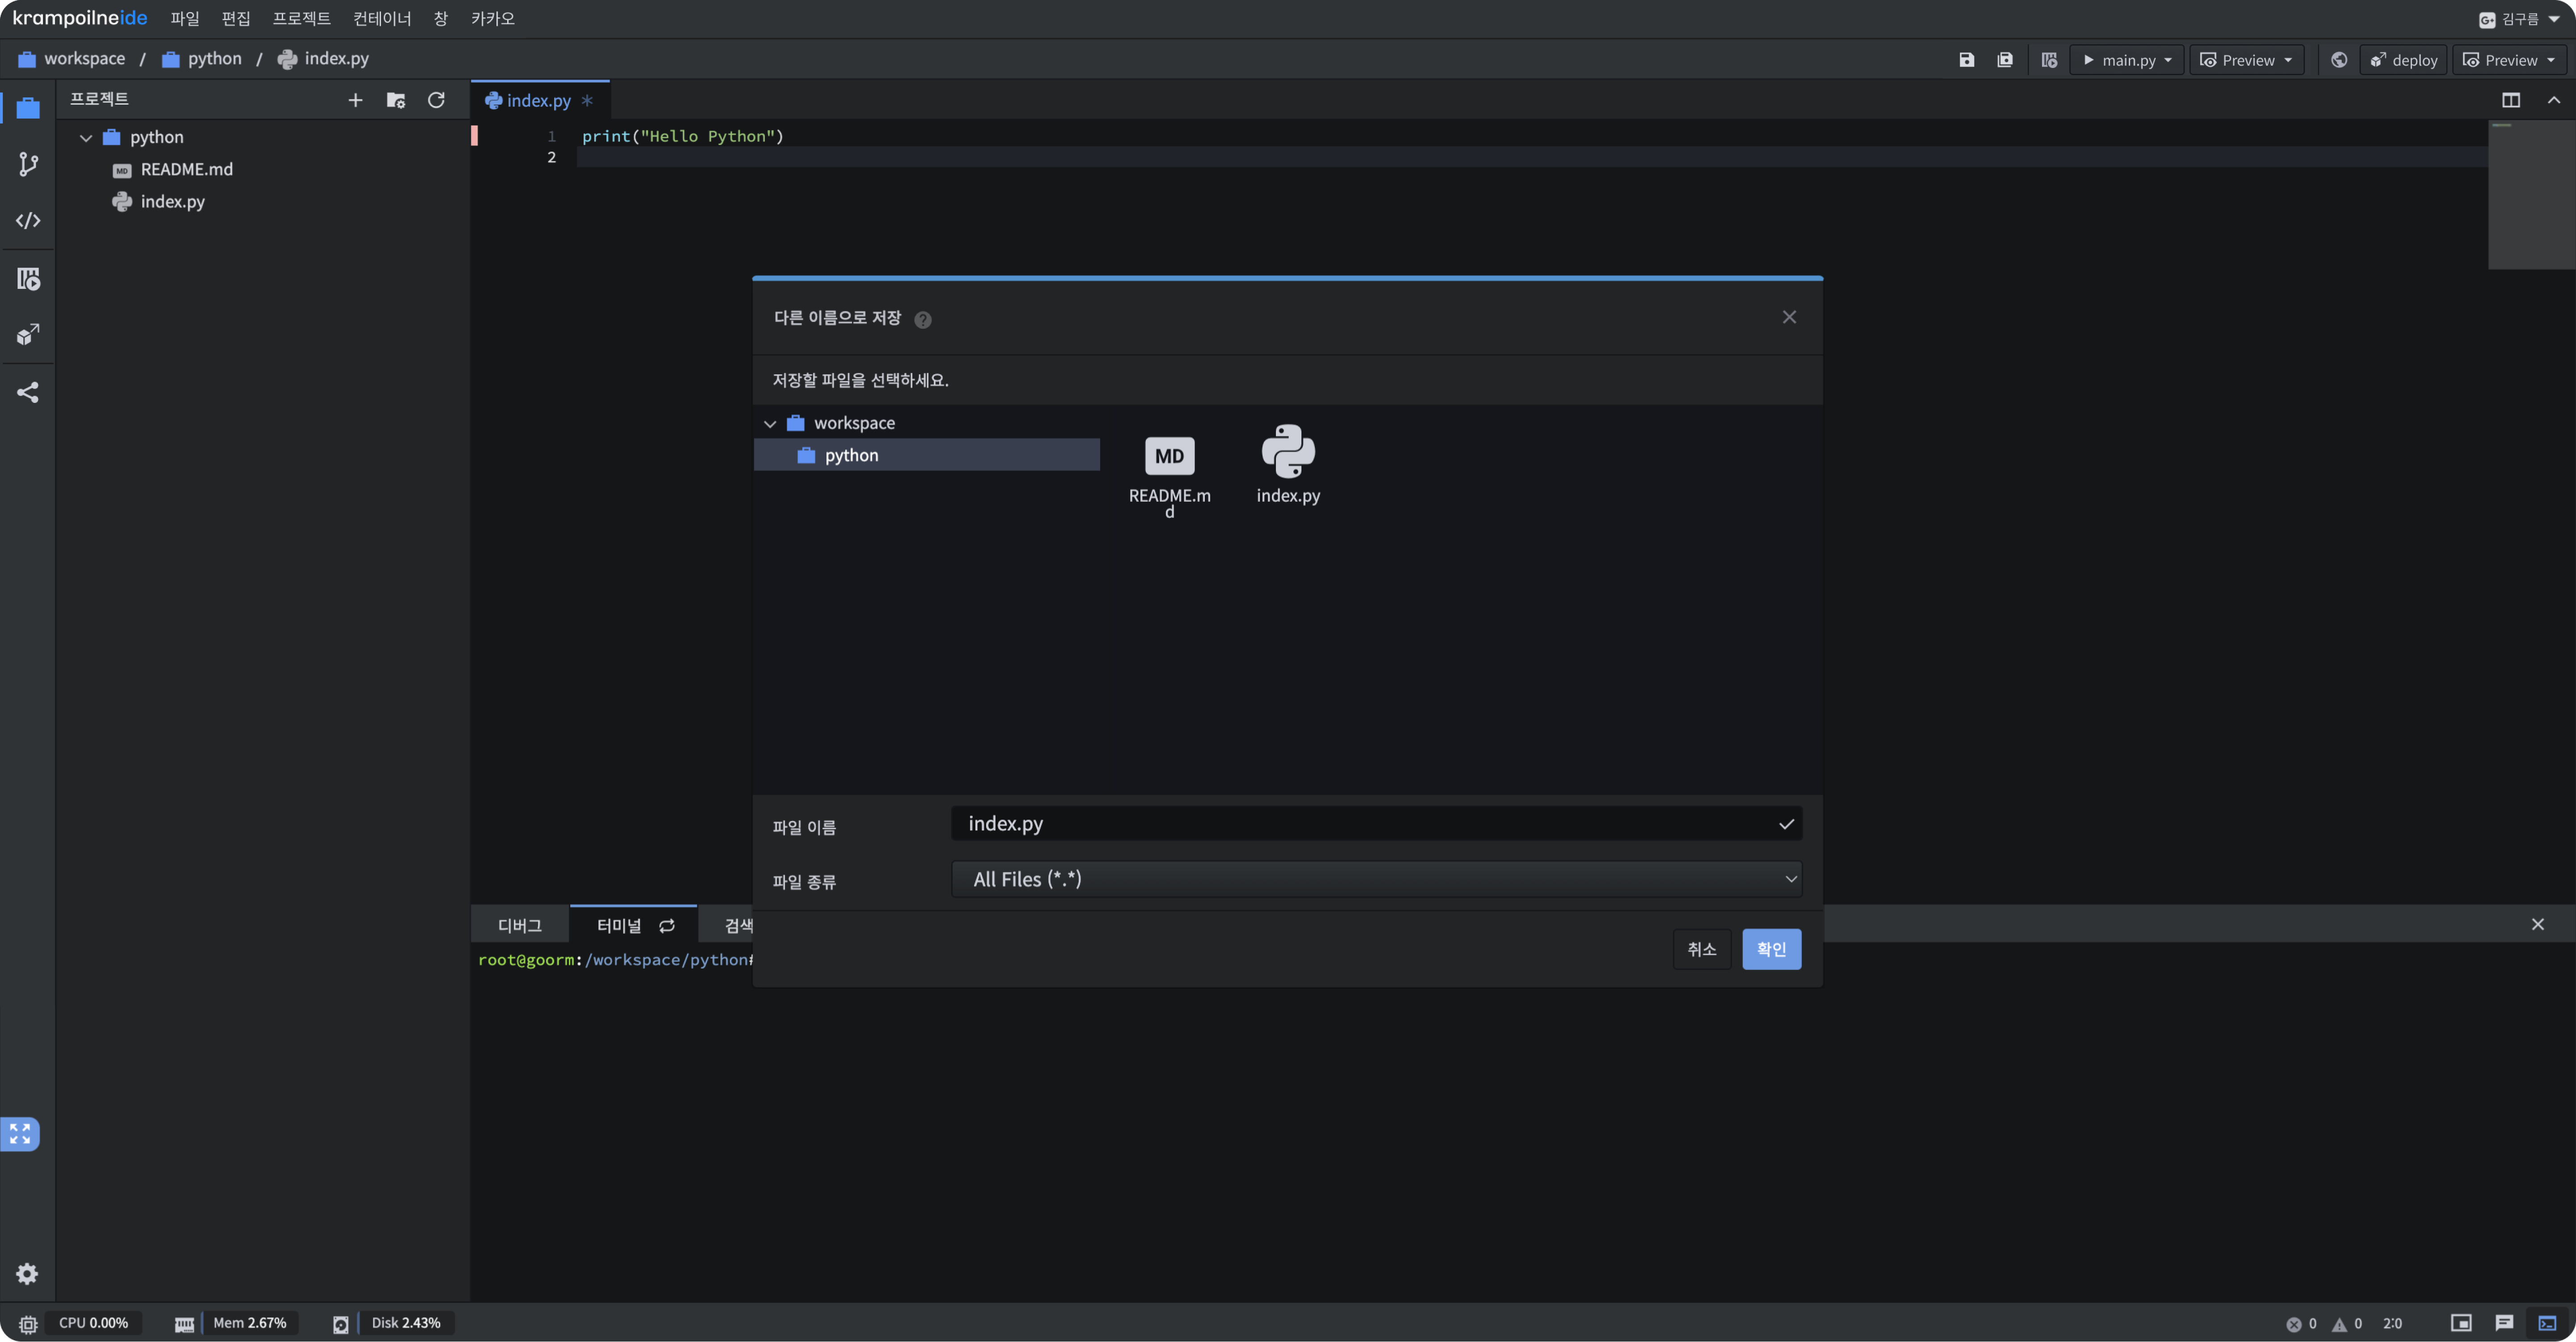 krampoilneide 파일 편집 프로젝트 컨테이너 창 카카오 G+ 김구름
workspace / python / index.py main.py Preview deploy Preview
프로젝트
python
MD README.md
index.py
index.py *
1 print("Hello Python")
2
다른 이름으로 저장 ?
저장할 파일을 선택하세요.
workspace
python
MD
README.m
d
index.py
파일 이름 index.py
파일 종류 All Files (*.*)
취소 확인
디버그 터미널 검색
root@goorm:/workspace/python#
CPU 0.00% Mem 2.67% Disk 2.43% 0 0 2:0